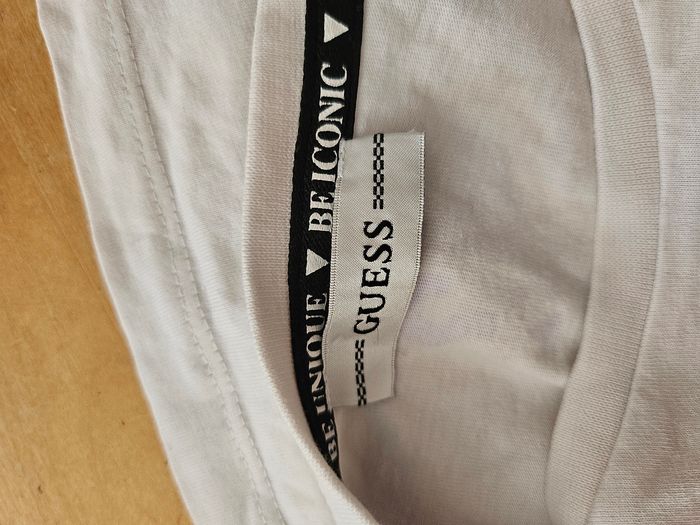 BE UNIQUE ▼ BE ICONIC ▼
GUESS